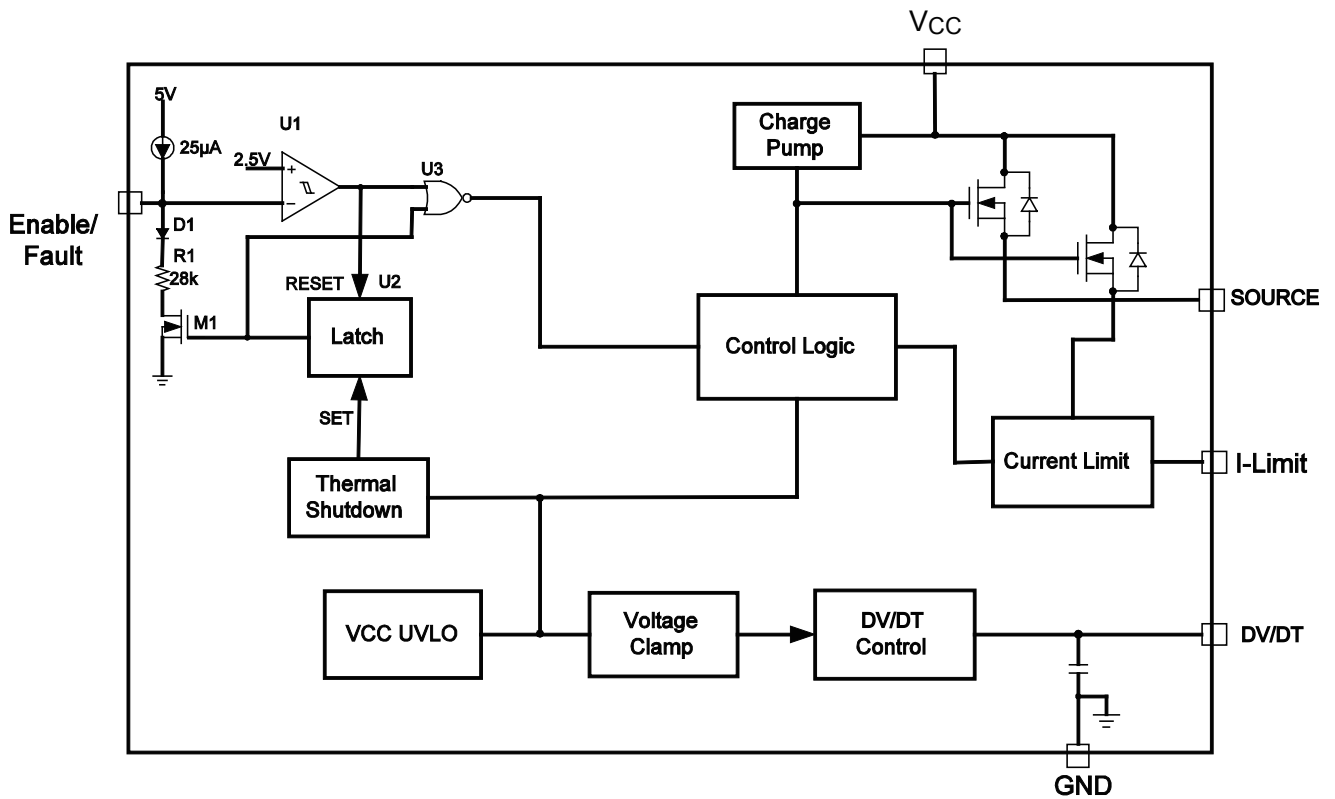 VCC
5V
U1
25µA
2.5V
+
−
U3
Charge
Pump
Enable/
Fault
D1
R1
28k
M1
RESET
U2
Latch
SET
Control Logic
SOURCE
Thermal
Shutdown
Current Limit
I-Limit
VCC UVLO
Voltage
Clamp
DV/DT
Control
DV/DT
GND